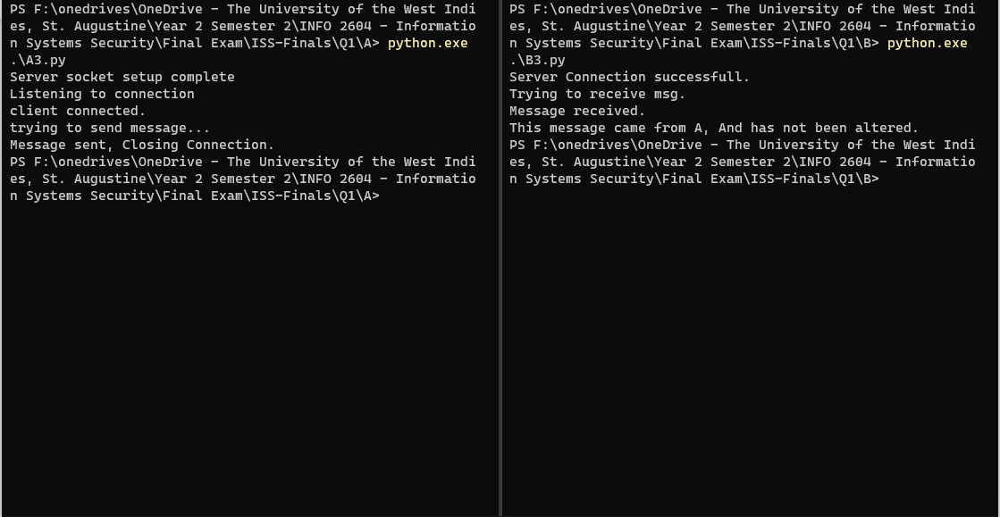 PS F:\onedrives\OneDrive - The University of the West Indi
es, St. Augustine\Year 2 Semester 2\INFO 2604 - Informatio
n Systems Security\Final Exam\ISS-Finals\Q1\A> python.exe
.\A3.py
Server socket setup complete
Listening to connection
client connected.
trying to send message...
Message sent, Closing Connection.
PS F:\onedrives\OneDrive - The University of the West Indi
es, St. Augustine\Year 2 Semester 2\INFO 2604 - Informatio
n Systems Security\Final Exam\ISS-Finals\Q1\A>
PS F:\onedrives\OneDrive - The University of the West Indi
es, St. Augustine\Year 2 Semester 2\INFO 2604 - Informatio
n Systems Security\Final Exam\ISS-Finals\Q1\B> python.exe
.\B3.py
Server Connection successfull.
Trying to receive msg.
Message received.
This message came from A, And has not been altered.
PS F:\onedrives\OneDrive - The University of the West Indi
es, St. Augustine\Year 2 Semester 2\INFO 2604 - Informatio
n Systems Security\Final Exam\ISS-Finals\Q1\B>